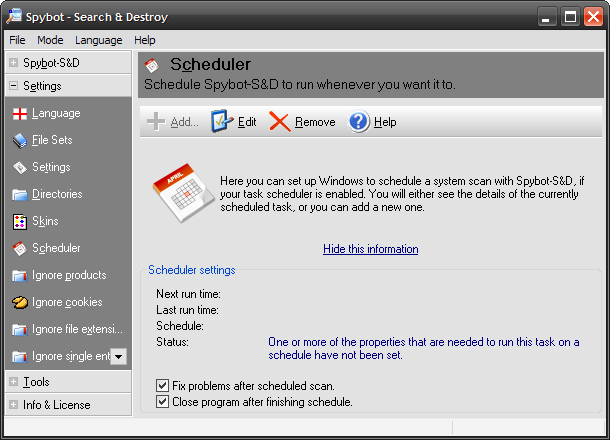 Spybot - Search & Destroy
File Mode Language Help
Spybot-S&D
Settings
Language
File Sets
Settings
Directories
Skins
Scheduler
Ignore products
Ignore cookies
Ignore file extensi...
Ignore single ent
Tools
Info & License
Scheduler
Schedule Spybot-S&D to run whenever you want it to.
Add... Edit Remove Help
APRIL
Here you can set up Windows to schedule a system scan with Spybot-S&D, if
your task scheduler is enabled. You will either see the details of the currently
scheduled task, or you can add a new one.
Hide this information
Scheduler settings
Next run time:
Last run time:
Schedule:
Status: One or more of the properties that are needed to run this task on a
schedule have not been set.
Fix problems after scheduled scan.
Close program after finishing schedule.